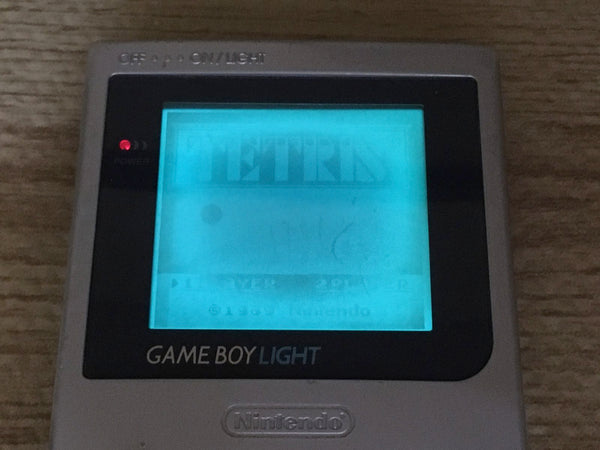 OFF ON/LIGHT
POWER
TETRIS
1PLAYER 2PLAYER
©1989 Nintendo
GAME BOY LIGHT
Nintendo